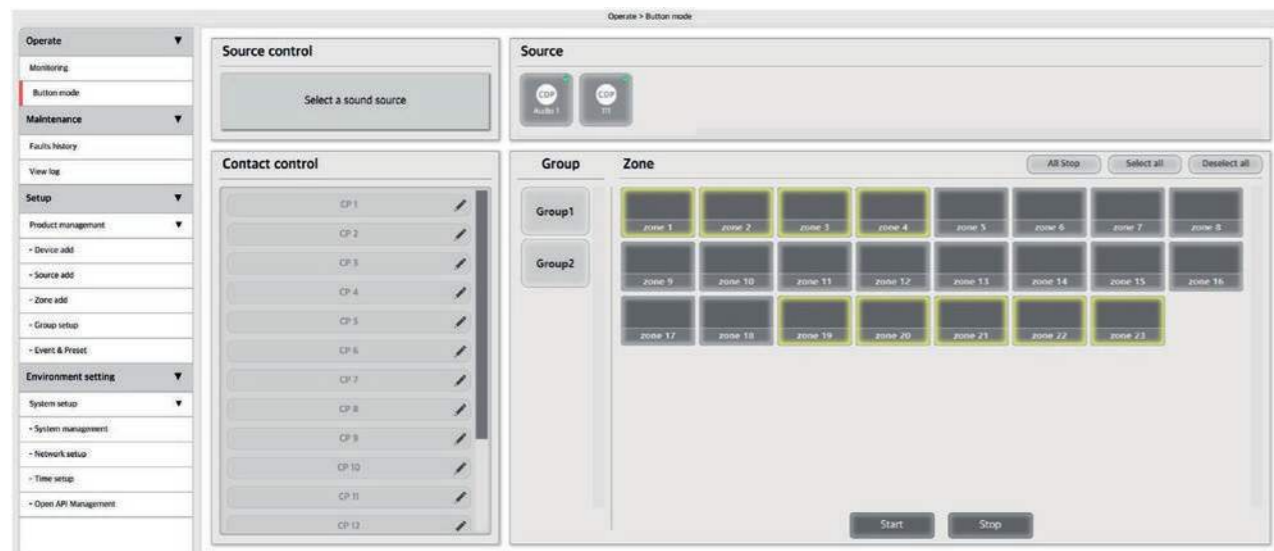 Operate > Button mode
Operate ▼
Monitoring
Button mode
Maintenance ▼
Faults history
View log
Setup ▼
Product management ▼
- Device add
- Source add
- Zone add
- Group setup
- Event & Preset
Environment setting ▼
System setup ▼
- System management
- Network setup
- Time setup
- Open API Management
Source control
Select a sound source
Source
CDP
Audio 1
CDP
Contact control
CP 1
CP 2
CP 3
CP 4
CP 5
CP 6
CP 7
CP 8
CP 9
CP 10
CP 11
CP 12
Group
Group1
Group2
Zone
All Stop Select all Deselect all
zone 1 zone 2 zone 3 zone 4 zone 5 zone 6 zone 7 zone 8
zone 9 zone 10 zone 11 zone 12 zone 13 zone 14 zone 15 zone 16
zone 17 zone 18 zone 19 zone 20 zone 21 zone 22 zone 23
Start Stop